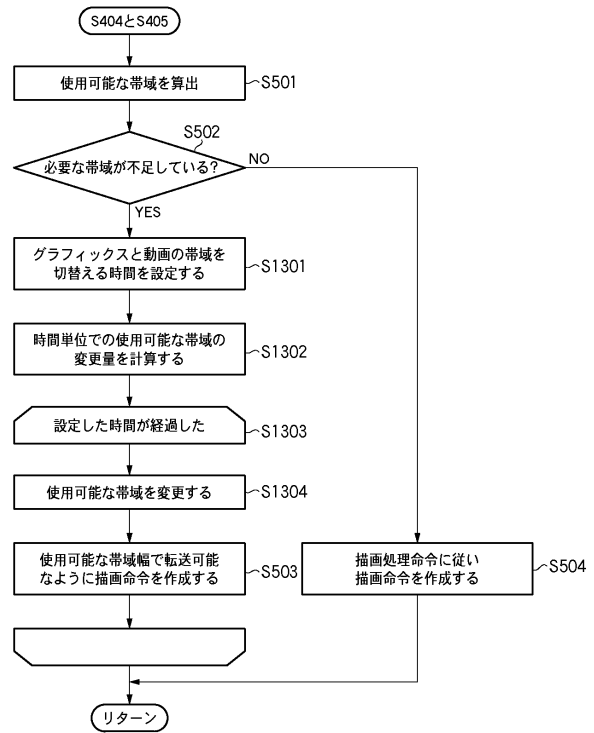 S404とS405
使用可能な帯域を算出
S501
S502
必要な帯域が不足している?
NO
YES
グラフィックスと動画の帯域を
切替える時間を設定する
S1301
時間単位での使用可能な帯域の
変更量を計算する
S1302
設定した時間が経過した
S1303
使用可能な帯域を変更する
S1304
使用可能な帯域幅で転送可能
なように描画命令を作成する
S503
描画処理命令に従い
描画命令を作成する
S504
リターン